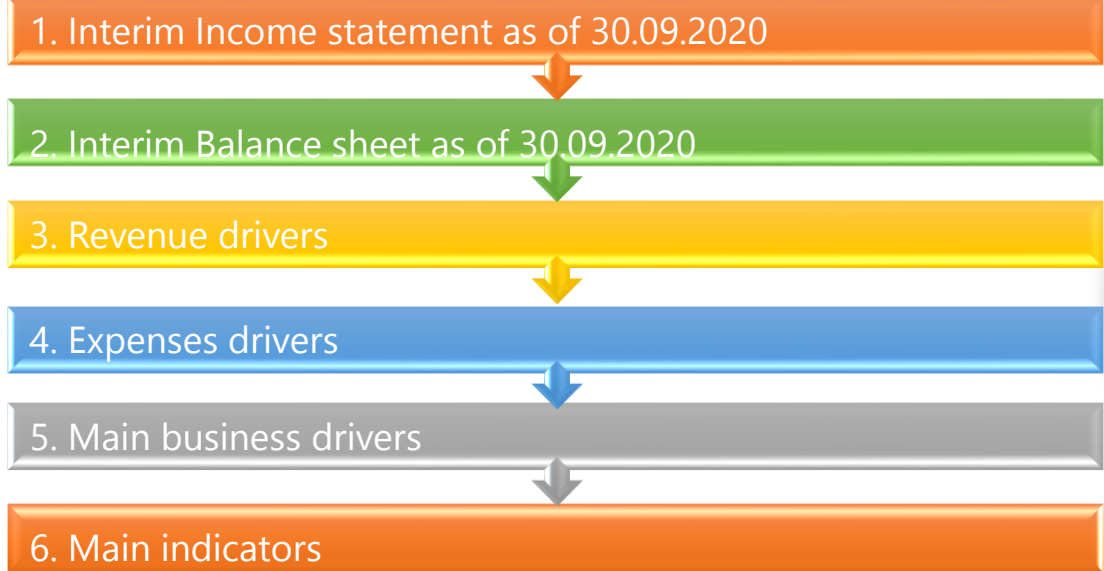 1. Interim Income statement as of 30.09.2020
2. Interim Balance sheet as of 30.09.2020
3. Revenue drivers
4. Expenses drivers
5. Main business drivers
6. Main indicators